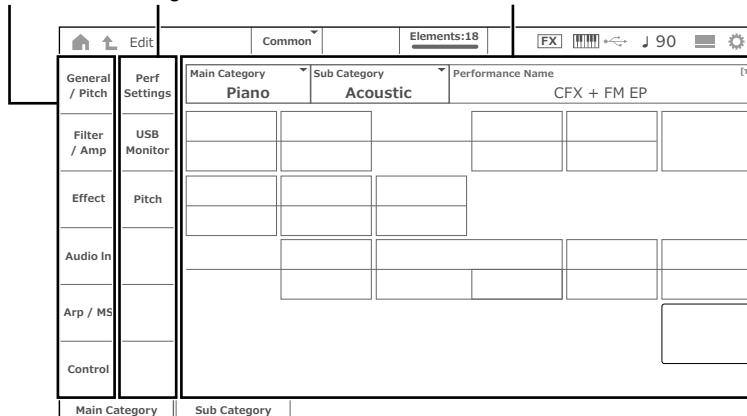 Edit
Common
Elements:18
FX
90
General
/ Pitch
Perf
Settings
Main Category
Piano
Sub Category
Acoustic
Performance Name
CFX + FM EP
Filter
/ Amp
USB
Monitor
Effect
Pitch
Audio In
Arp / MS
Control
Main Category
Sub Category